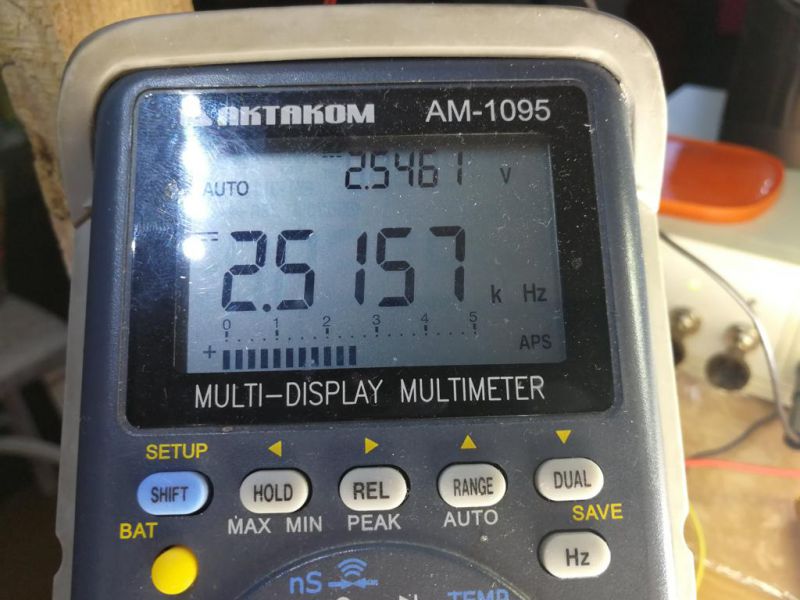 AKTAKOM AM-1095
AUTO 2.5461 V
2.5157 k Hz
0 1 2 3 4 5
+ APS
MULTI-DISPLAY MULTIMETER
SETUP
SHIFT HOLD REL RANGE DUAL
BAT MAX MIN PEAK AUTO SAVE
Hz
nS TEMP